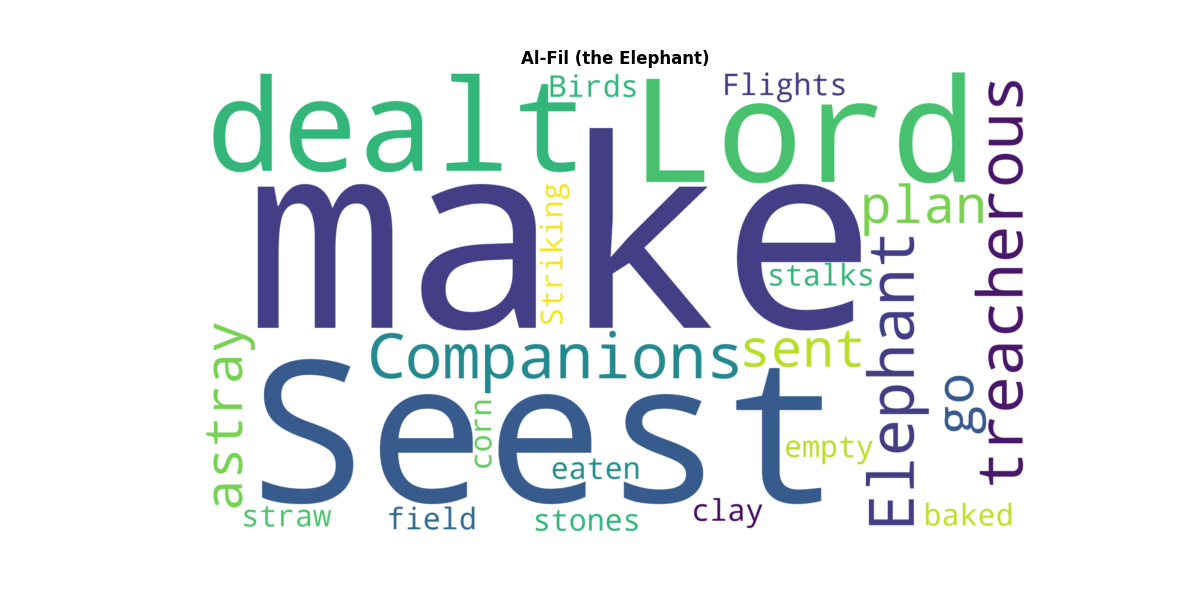 Al-Fil (the Elephant)
dealt
Birds
Lord
Flights
treacherous
make
Striking
plan
stalks
Elephant
astray
Companions
sent
go
Seest
corn
eaten
empty
straw
field
stones
clay
baked